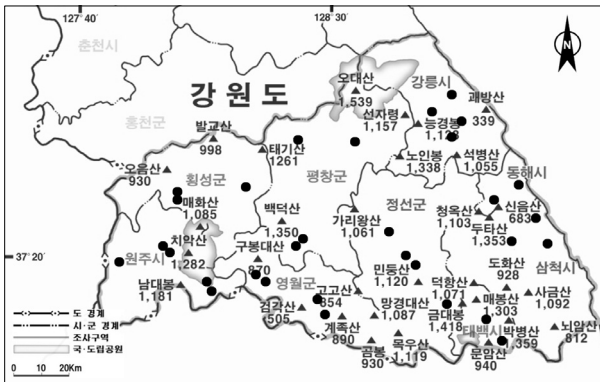 127 ˚ 40'
128 ˚ 30'
춘천시
N
오대산
1,539
강릉시
강원도
괘방산
339
선자령
1,157
능경봉
1,123
홍천군
발교산
998
태기산
1261
노인봉
1,338
석병산
1,055
동해시
오음산
930
횡성군
평창군
매화산
1,085
정선군
백덕산
1,350
가리왕산
1,061
청옥산
1,103
신음산
683
두타산
1,353
치악산
1,282
원주시
구봉대산
870
37 ˚ 20'
민둥산
1,120
도화산
928
삼척시
남대봉
1,181
영월군
고고산
854
덕항산
1,071
매봉산
1,303
사금산
1,092
검각산
505
망경대산
1,087
금대봉
1,418
태백시
박병산
1,359
뇌암산
812
계족산
890
곰봉
930
목우산
1,119
문암산
940
도 경계
시·군 경계
조사구역
국·도립공원
0 10 20Km